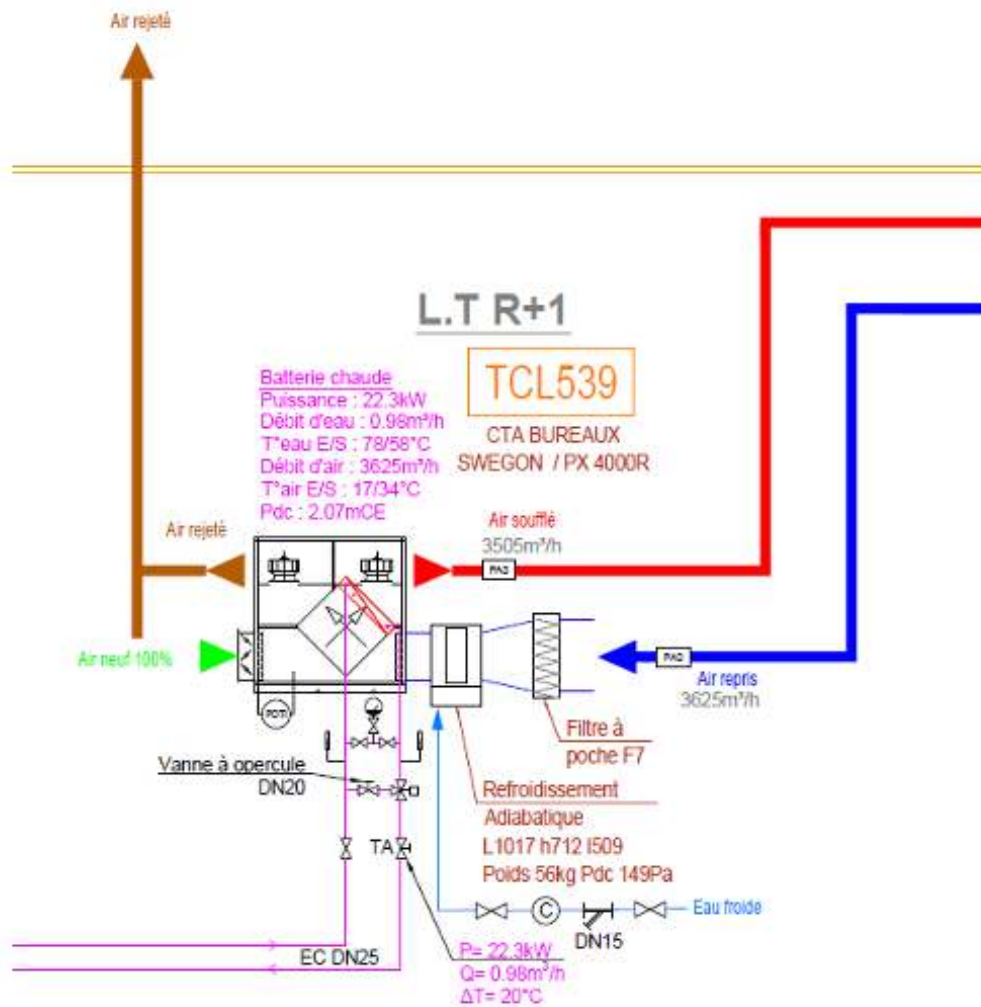 Air rejeté
L.T R+1
TCL539
CTA BUREAUX
SWEGON / PX 4000R
Batterie chaude
Puissance : 22.3kW
Débit d'eau : 0.98m³/h
T°eau E/S : 78/58°C
Débit d'air : 3625m³/h
T°air E/S : 17/34°C
Pdc : 2.07mCE
Air rejeté
Air soufflé
3505m³/h
Air neuf 100%
Air repris
3625m³/h
Filtre à
poche F7
Vanne à opercule
DN20
Refroidissement
Adiabatique
L1017 h712 l509
Poids 56kg Pdc 149Pa
TA
C
Eau froide
DN15
EC DN25
P= 22.3kW
Q= 0.98m³/h
ΔT= 20°C